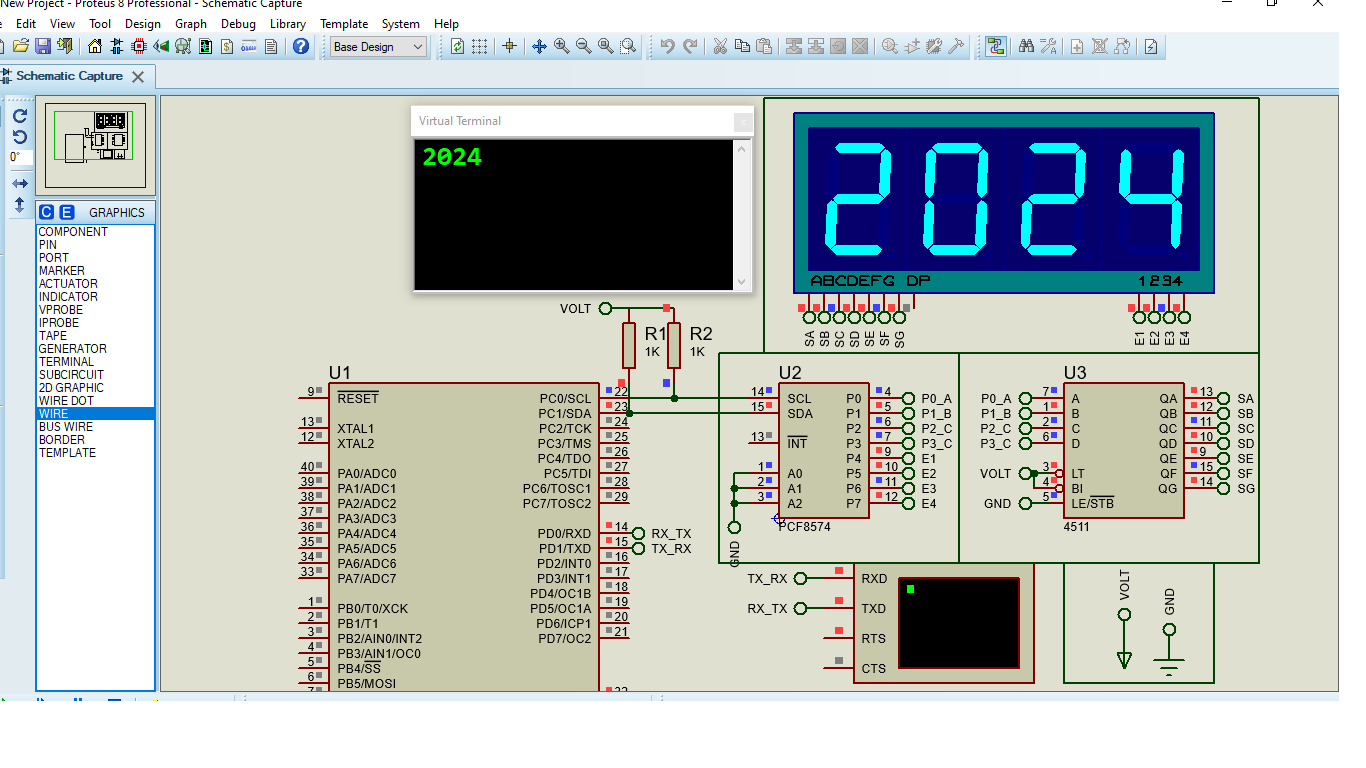 New Project - Proteus 8 Professional - Schematic Capture
Edit View Tool Design Graph Debug Library Template System Help
Base Design
Schematic Capture
0°
C E GRAPHICS
COMPONENT
PIN
PORT
MARKER
ACTUATOR
INDICATOR
VPROBE
IPROBE
TAPE
GENERATOR
TERMINAL
SUBCIRCUIT
2D GRAPHIC
WIRE DOT
WIRE
BUS WIRE
BORDER
TEMPLATE
Virtual Terminal
2024
2024
ABCDEFG DP 1234
SA SB SC SD SE SF SG E1 E2 E3 E4
VOLT
R1 R2
1K 1K
U1
9 RESET PC0/SCL 22
PC1/SDA 23
13 XTAL1 PC2/TCK 24
12 XTAL2 PC3/TMS 25
PC4/TDO 26
40 PA0/ADC0 PC5/TDI 27
39 PA1/ADC1 PC6/TOSC1 28
38 PA2/ADC2 PC7/TOSC2 29
37 PA3/ADC3
36 PA4/ADC4 PD0/RXD 14 RX_TX
35 PA5/ADC5 PD1/TXD 15 TX_RX
34 PA6/ADC6 PD2/INT0 16
33 PA7/ADC7 PD3/INT1 17
PD4/OC1B 18
1 PB0/T0/XCK PD5/OC1A 19
2 PB1/T1 PD6/ICP1 20
3 PB2/AIN0/INT2 PD7/OC2 21
4 PB3/AIN1/OC0
5 PB4/SS
6 PB5/MOSI
U2
14 SCL P0 4 P0_A
15 SDA P1 5 P1_B
P2 6 P2_C
13 INT P3 7 P3_C
P4 9 E1
1 A0 P5 10 E2
2 A1 P6 11 E3
3 A2 P7 12 E4
PCF8574
GND
U3
P0_A 7 A QA 13 SA
P1_B 1 B QB 12 SB
P2_C 2 C QC 11 SC
P3_C 6 D QD 10 SD
QE 9 SE
VOLT 3 LT QF 15 SF
4 BI QG 14 SG
GND 5 LE/STB
4511
TX_RX RXD
RX_TX TXD
RTS
CTS
VOLT GND